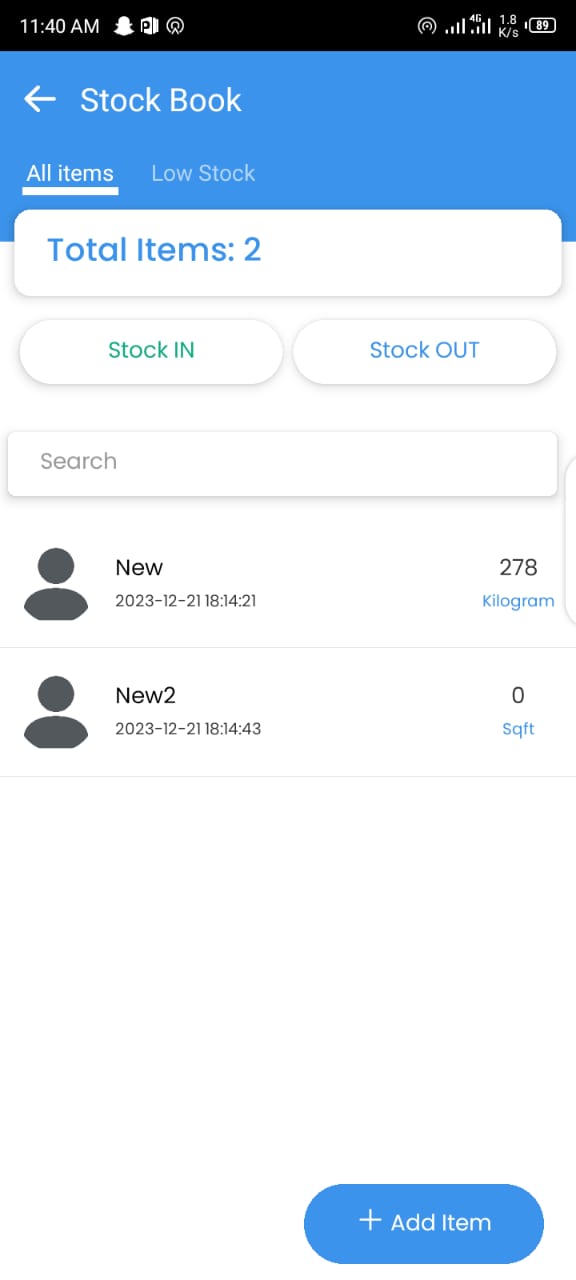 11:40 AM 4G 1.8 K/s 89
Stock Book
All items Low Stock
Total Items: 2
Stock IN Stock OUT
Search
New 278
2023-12-21 18:14:21 Kilogram
New2 0
2023-12-21 18:14:43 Sqft
+ Add Item